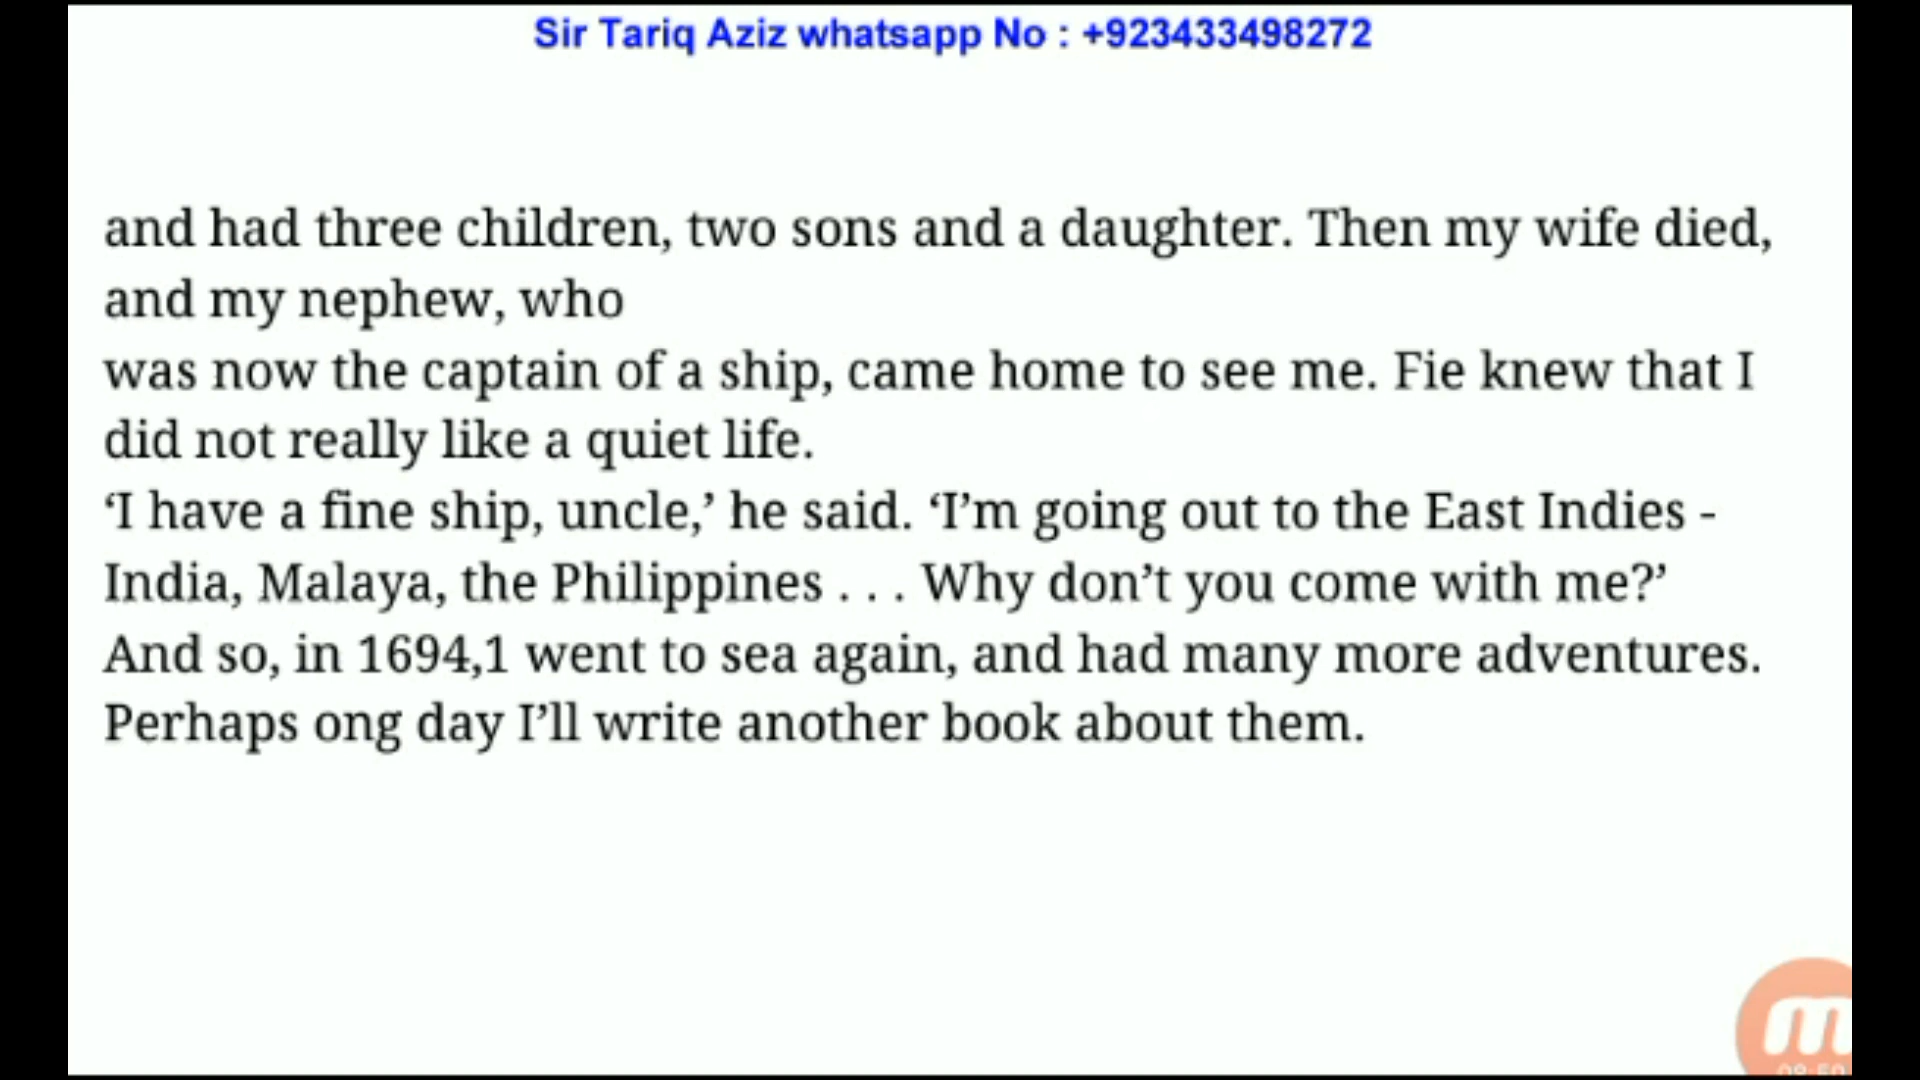 Sir Tariq Aziz whatsapp No : +923433498272
and had three children, two sons and a daughter. Then my wife died,
and my nephew, who
was now the captain of a ship, came home to see me. Fie knew that I
did not really like a quiet life.
‘I have a fine ship, uncle,’ he said. ‘I’m going out to the East Indies -
India, Malaya, the Philippines . . . Why don’t you come with me?’
And so, in 1694,1 went to sea again, and had many more adventures.
Perhaps ong day I’ll write another book about them.
m